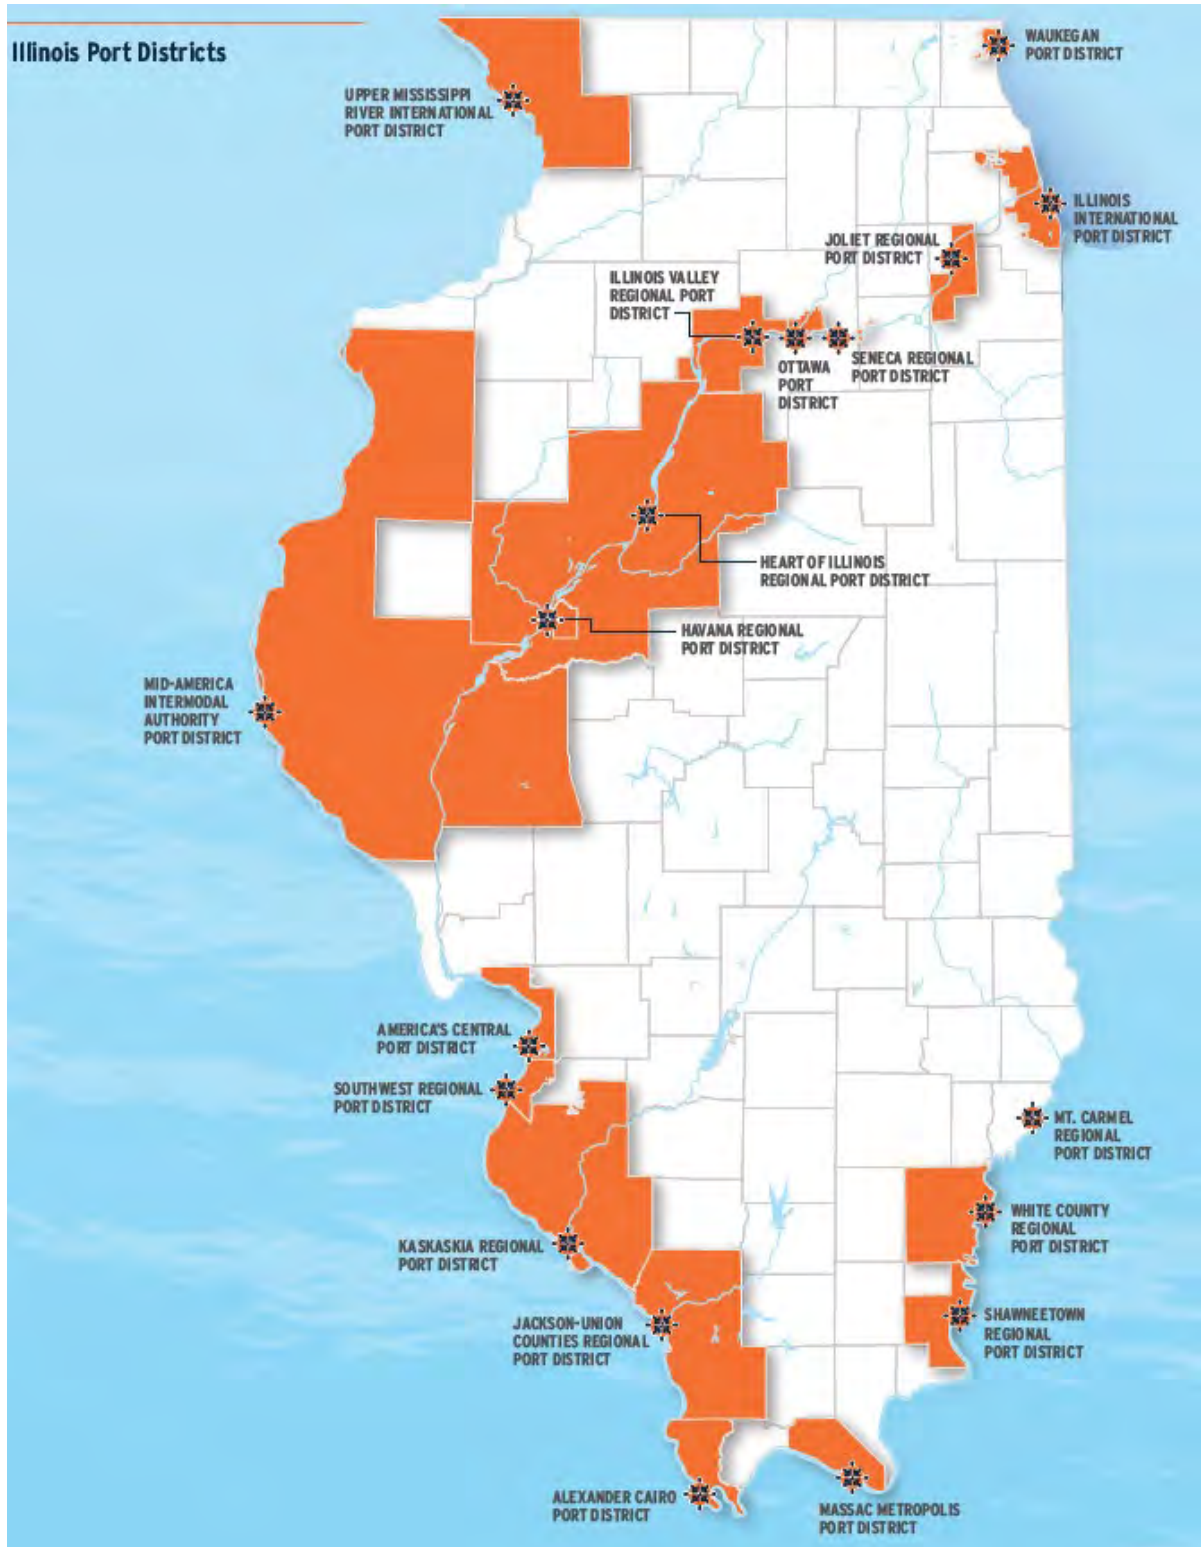 Illinois Port Districts
WAUKEGAN
PORT DISTRICT
UPPER MISSISSIPPI
RIVER INTERNATIONAL
PORT DISTRICT
ILLINOIS
INTERNATIONAL
PORT DISTRICT
JOLIET REGIONAL
PORT DISTRICT
ILLINOIS VALLEY
REGIONAL PORT
DISTRICT
OTTAWA
PORT
DISTRICT
SENECA REGIONAL
PORT DISTRICT
HEART OF ILLINOIS
REGIONAL PORT DISTRICT
HAVANA REGIONAL
PORT DISTRICT
MID-AMERICA
INTERMODAL
AUTHORITY
PORT DISTRICT
AMERICA'S CENTRAL
PORT DISTRICT
SOUTHWEST REGIONAL
PORT DISTRICT
MT. CARMEL
REGIONAL
PORT DISTRICT
WHITE COUNTY
REGIONAL
PORT DISTRICT
KASKASKIA REGIONAL
PORT DISTRICT
SHAWNEETOWN
REGIONAL
PORT DISTRICT
JACKSON-UNION
COUNTIES REGIONAL
PORT DISTRICT
ALEXANDER CAIRO
PORT DISTRICT
MASSAC METROPOLIS
PORT DISTRICT